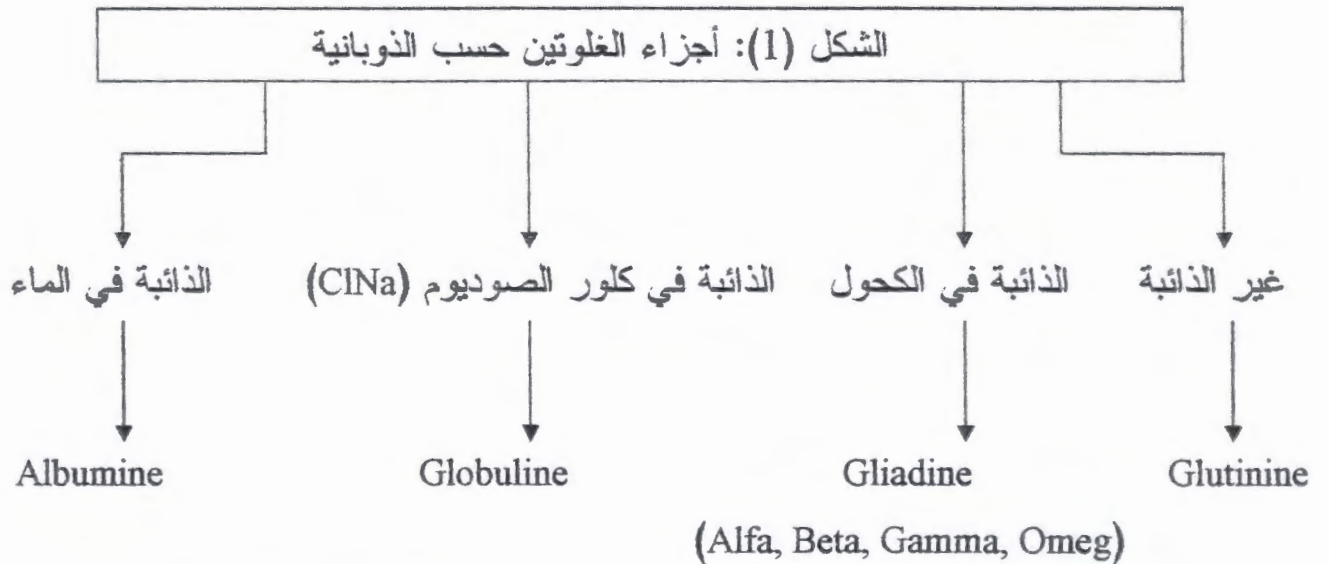 الشكل (1): أجزاء الغلوتين حسب الذوبانية
غير الذائبة الذائبة في الكحول الذائبة في كلور الصوديوم (ClNa) الذائبة في الماء
Albumine Globuline Gliadine Glutinine
(Alfa, Beta, Gamma, Omeg)